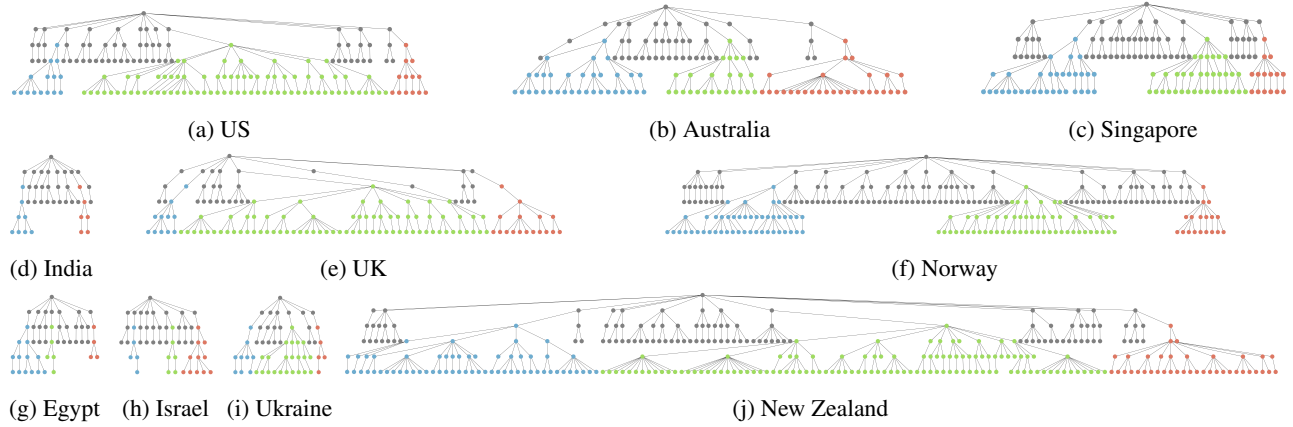 (a) US
(b) Australia
(c) Singapore
(d) India
(e) UK
(f) Norway
(g) Egypt
(h) Israel
(i) Ukraine
(j) New Zealand